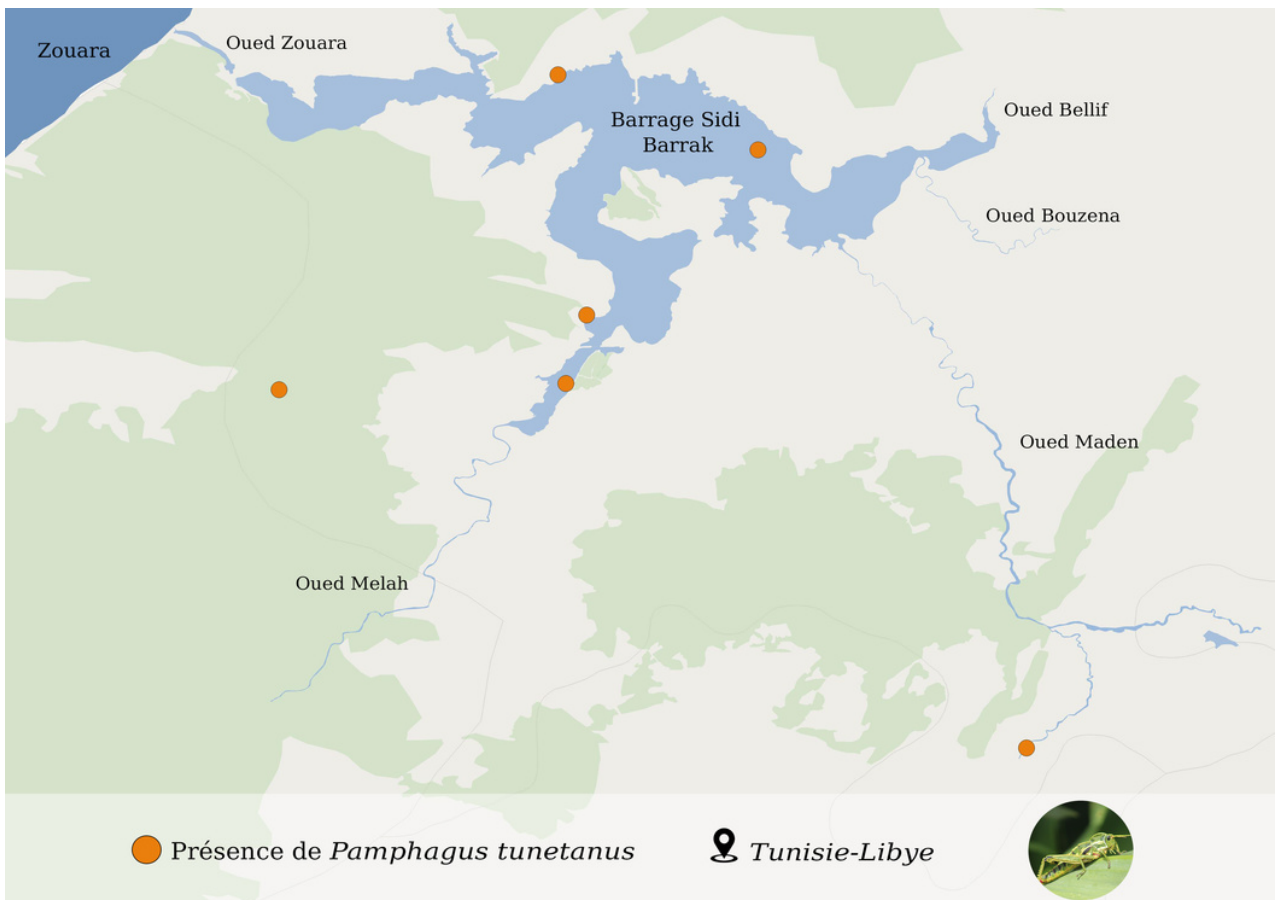 Zouara
Oued Zouara
Barrage Sidi
Barrak
Oued Bellif
Oued Bouzena
Oued Maden
Oued Melah
Présence de Pamphagus tunetanus
Tunisie-Libye